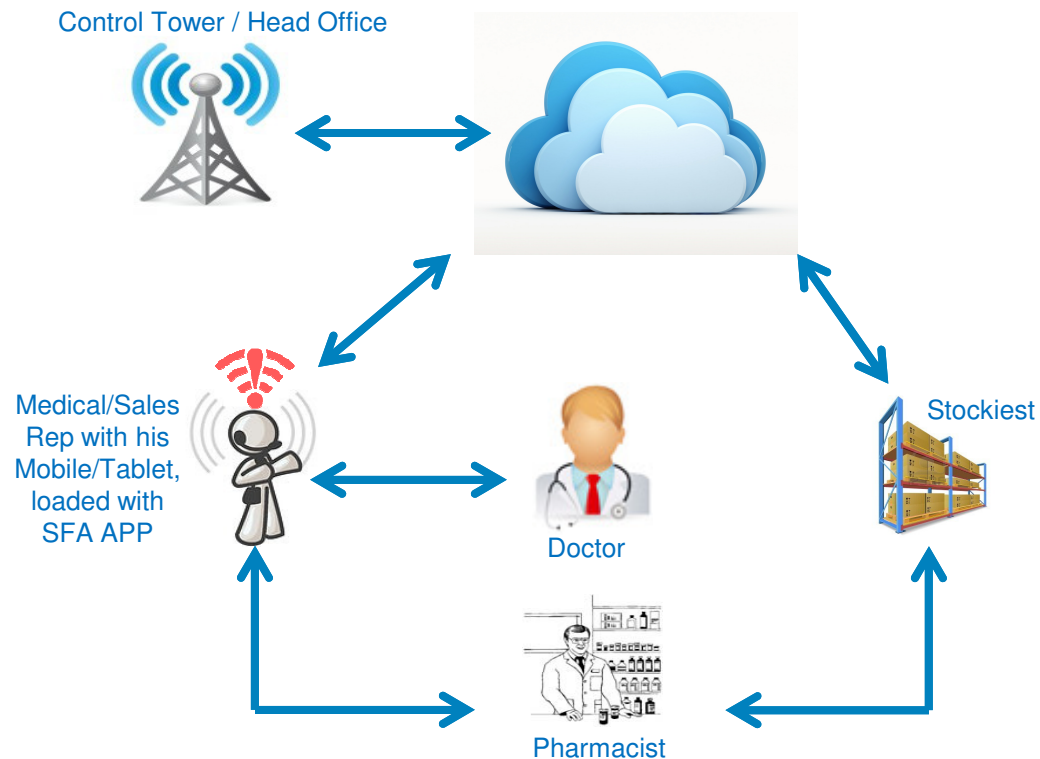 Control Tower / Head Office
Medical/Sales
Rep with his
Mobile/Tablet,
loaded with
SFA APP
Doctor
Stockiest
Pharmacist